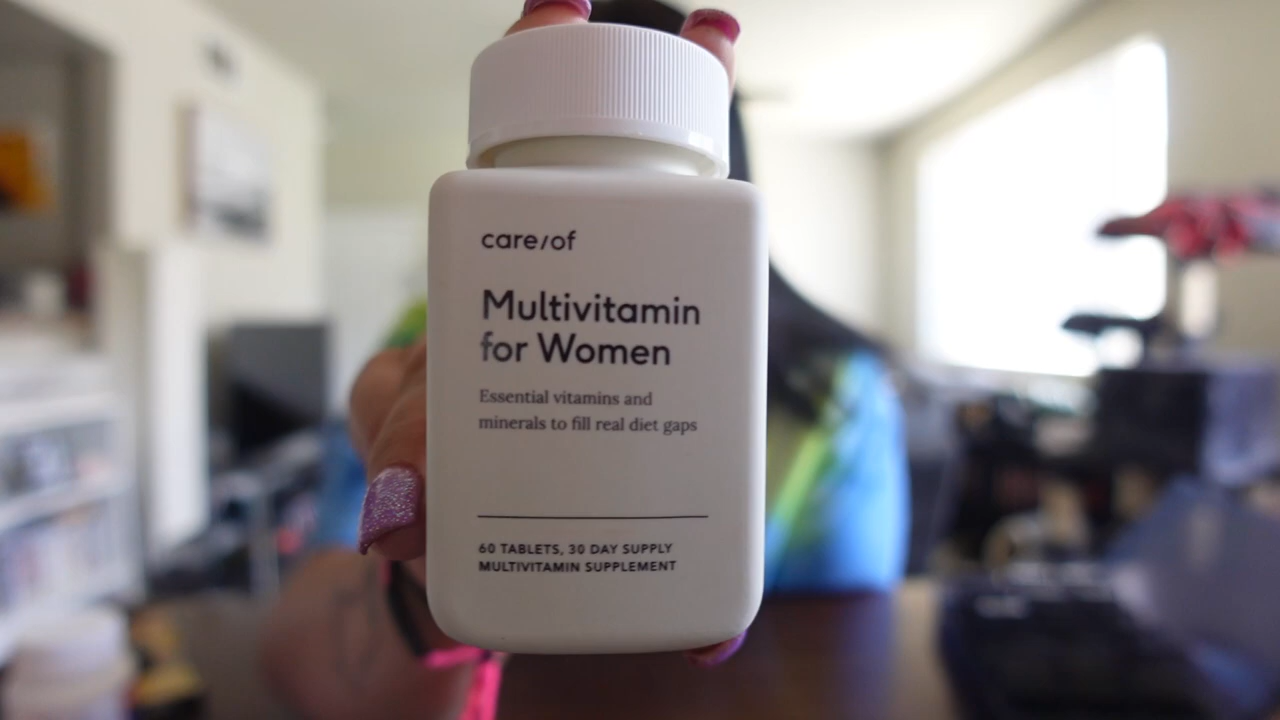 care/of
Multivitamin
for Women
Essential vitamins and
minerals to fill real diet gaps
60 TABLETS, 30 DAY SUPPLY
MULTIVITAMIN SUPPLEMENT